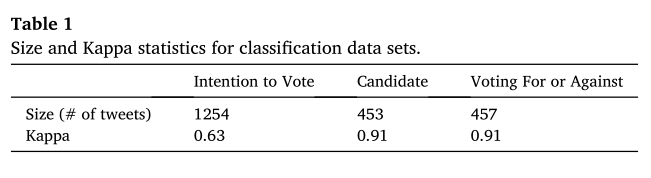 Table 1
Size and Kappa statistics for classification data sets.
Intention to Vote Candidate Voting For or Against
Size (# of tweets) 1254 453 457
Kappa 0.63 0.91 0.91